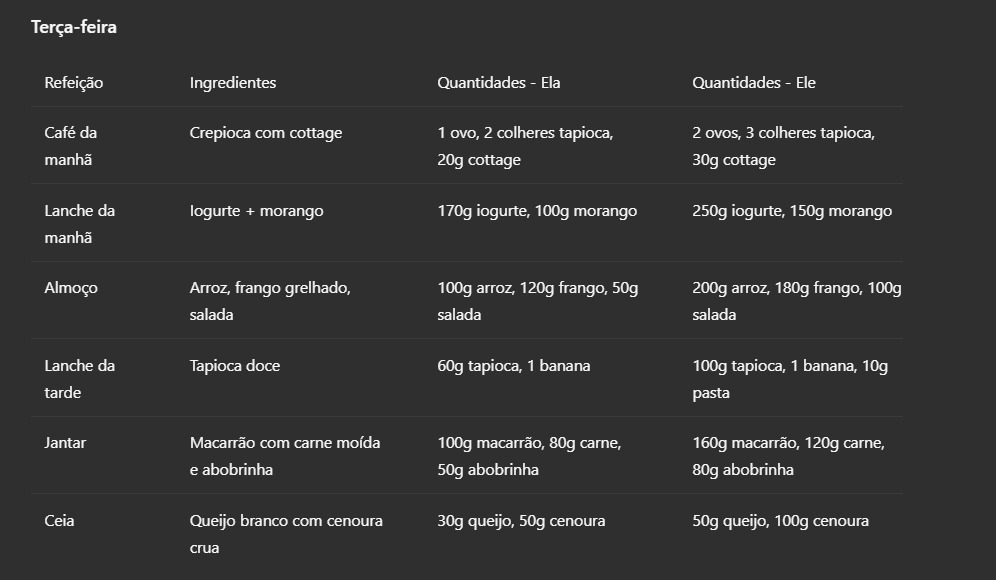 Terça-feira
Refeição Ingredientes Quantidades - Ela Quantidades - Ele
Café da manhã Crepioca com cottage 1 ovo, 2 colheres tapioca, 20g cottage 2 ovos, 3 colheres tapioca, 30g cottage
Lanche da manhã Iogurte + morango 170g iogurte, 100g morango 250g iogurte, 150g morango
Almoço Arroz, frango grelhado, salada 100g arroz, 120g frango, 50g salada 200g arroz, 180g frango, 100g salada
Lanche da tarde Tapioca doce 60g tapioca, 1 banana 100g tapioca, 1 banana, 10g pasta
Jantar Macarrão com carne moída e abobrinha 100g macarrão, 80g carne, 50g abobrinha 160g macarrão, 120g carne, 80g abobrinha
Ceia Queijo branco com cenoura crua 30g queijo, 50g cenoura 50g queijo, 100g cenoura